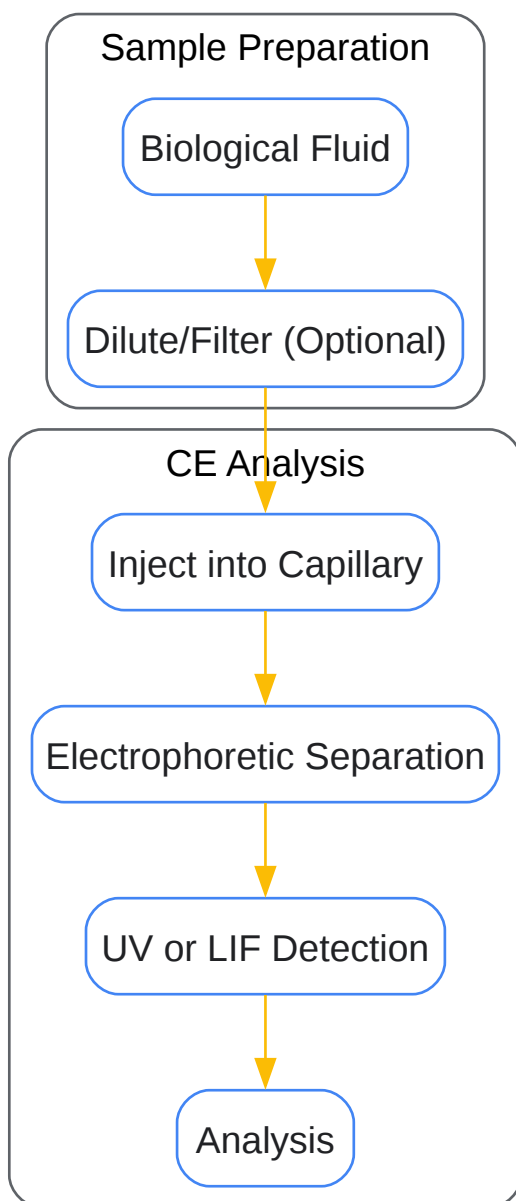 Sample Preparation
Biological Fluid
Dilute/Filter (Optional)
CE Analysis
Inject into Capillary
Electrophoretic Separation
UV or LIF Detection
Analysis